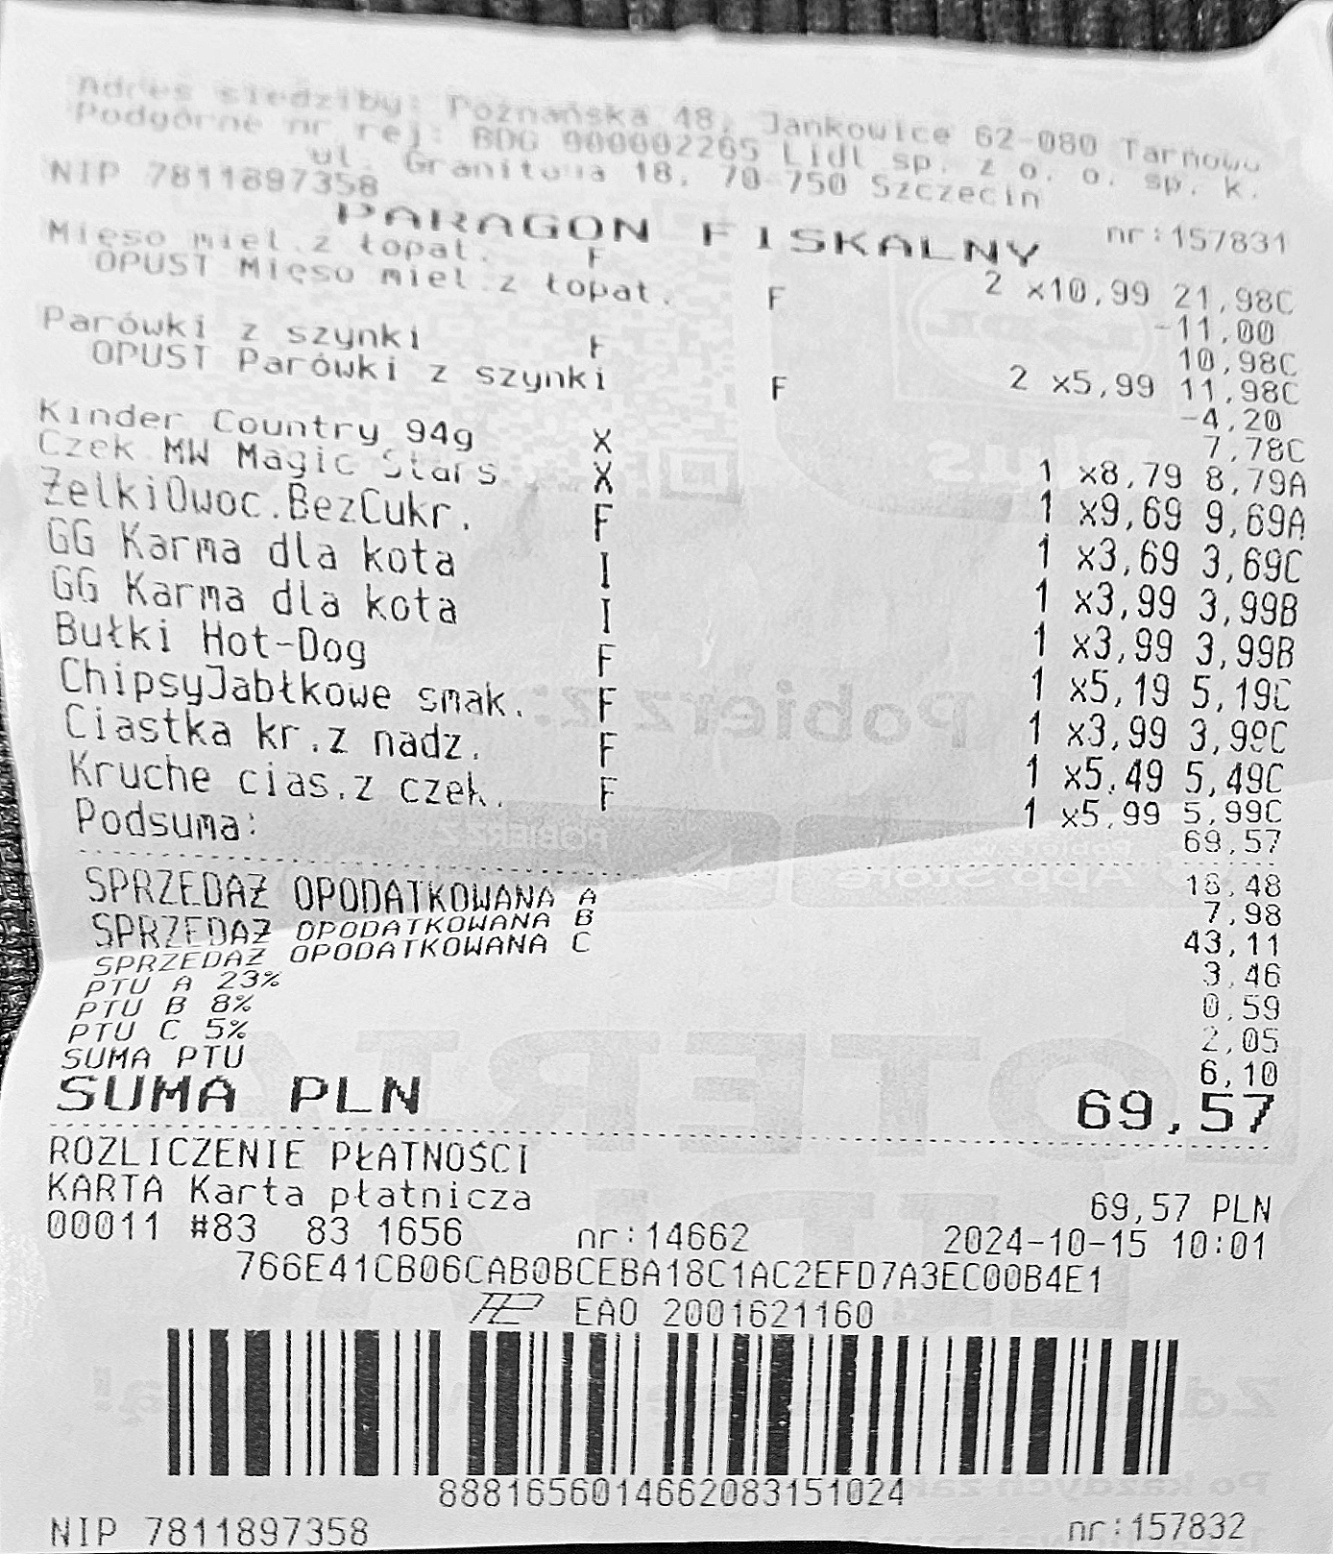 Adres siedziby: Poznańska 48, Jankowice 62-080 Tarnowo
Podgórne nr rej: BDO 000002265 Lidl sp. z o. o. sp. k.
ul. Granitowa 18, 70-750 Szczecin
NIP 7811897358 nr:157831
PARAGON FISKALNY
Mięso miel.z łopat. F 2 x10,99 21,98C
OPUST Mięso miel.z łopat. F -11,00
10,98C
Parówki z szynki F 2 x5,99 11,98C
OPUST Parówki z szynki F -4,20
7,78C
Kinder Country 94g X 1 x8,79 8,79A
Czek MW Magic Stars X 1 x9,69 9,69A
ŻelkiOwoc.BezCukr. F 1 x3,69 3,69C
GG Karma dla kota I 1 x3,99 3,99B
GG Karma dla kota I 1 x3,99 3,99B
Bułki Hot-Dog F 1 x5,19 5,19C
ChipsyJabłkowe smak. F 1 x3,99 3,99C
Ciastka kr.z nadz. F 1 x5,49 5,49C
Kruche cias.z czek. F 1 x5,99 5,99C
Podsuma: 69,57
SPRZEDAŻ OPODATKOWANA A 18,48
SPRZEDAŻ OPODATKOWANA B 7,98
SPRZEDAŻ OPODATKOWANA C 43,11
PTU A 23% 3,46
PTU B 8% 0,59
PTU C 5% 2,05
SUMA PTU 6,10
SUMA PLN 69,57
ROZLICZENIE PŁATNOŚCI
KARTA Karta płatnicza 69,57 PLN
00011 #83 83 1656 nr:14662 2024-10-15 10:01
766E41CB06CAB0BCEBA18C1AC2EFD7A3EC00B4E1
EAO 2001621160
88816560146620831​51024
NIP 7811897358 nr:157832